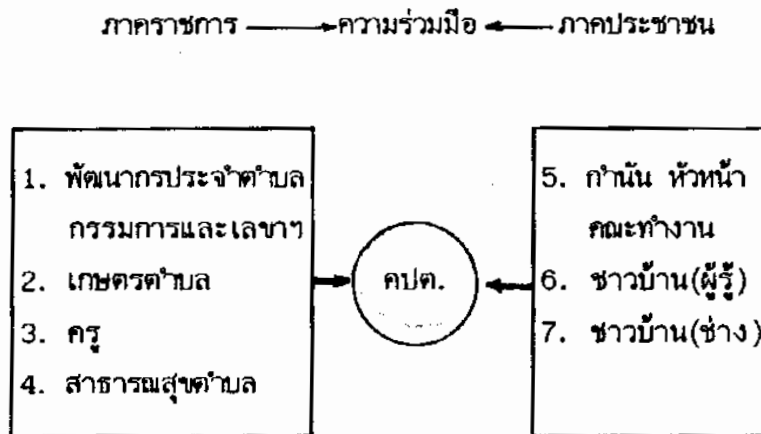 ภาคราชการ ความร่วมมือ ภาคประชาชน
1. พัฒนากรประจำตำบล
กรรมการและเลขาฯ
2. เกษตรตำบล
3. ครู
4. สาธารณสุขตำบล
คปต.
5. กำนัน หัวหน้า
คณะทำงาน
6. ชาวบ้าน(ผู้รู้)
7. ชาวบ้าน(ช่าง)